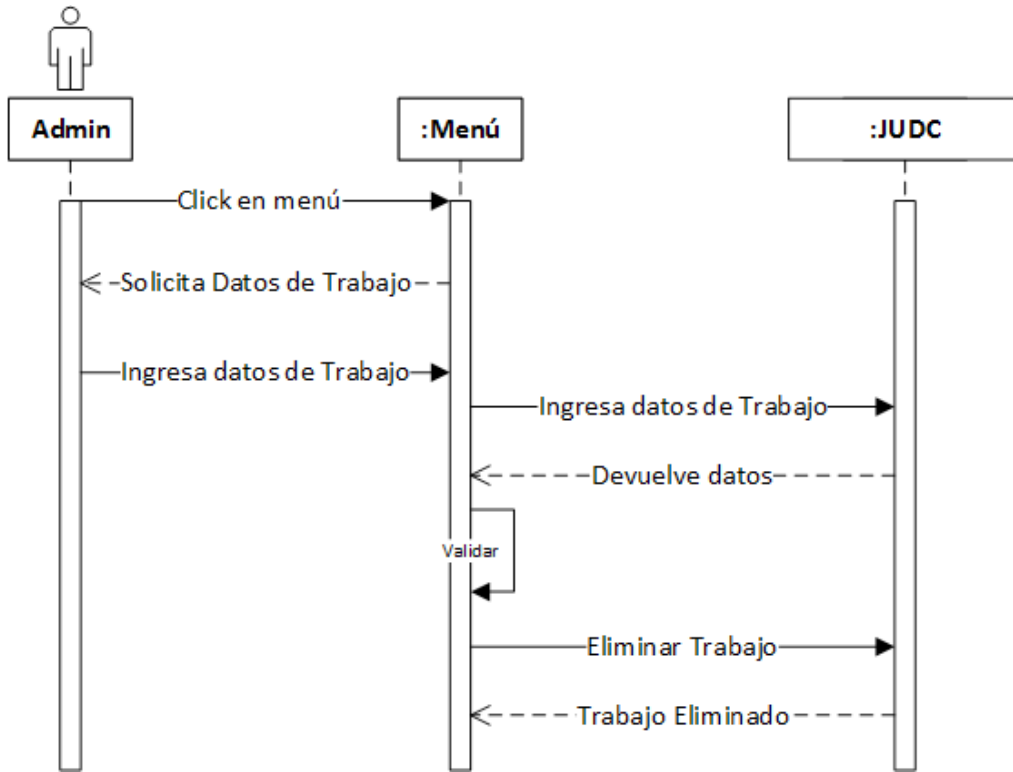 Admin
:Menú
:JUDC
Click en menú
Solicita Datos de Trabajo
Ingresa datos de Trabajo
Ingresa datos de Trabajo
Devuelve datos
Validar
Eliminar Trabajo
Trabajo Eliminado